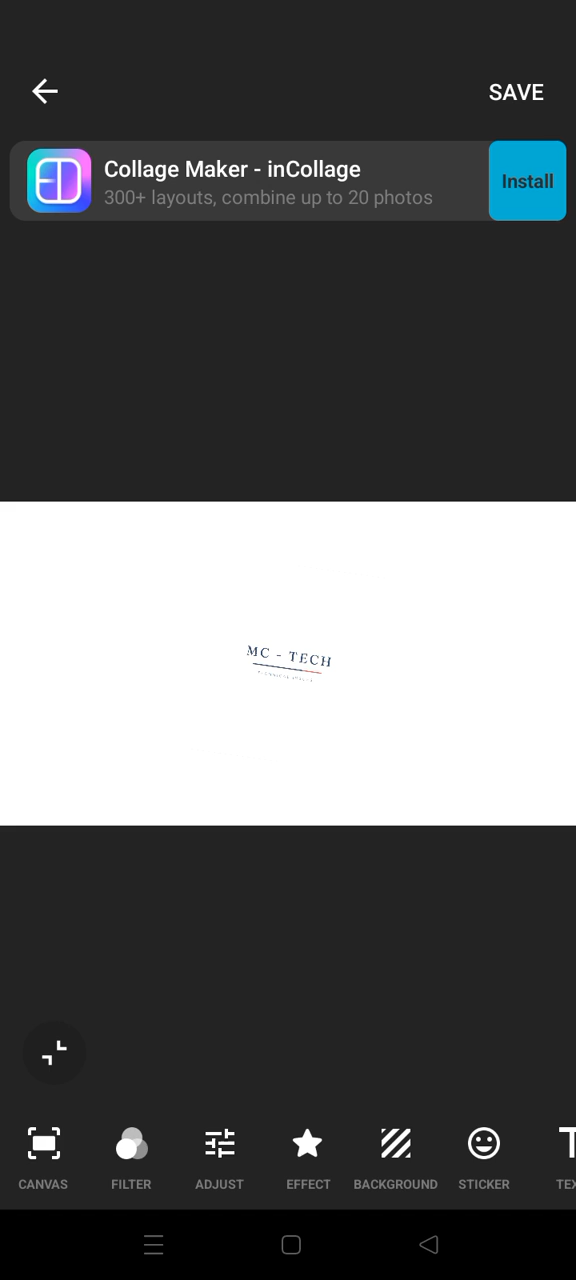 SAVE
Collage Maker - inCollage
300+ layouts, combine up to 20 photos
Install
MC - TECH
CANVAS
FILTER
ADJUST
EFFECT
BACKGROUND
STICKER